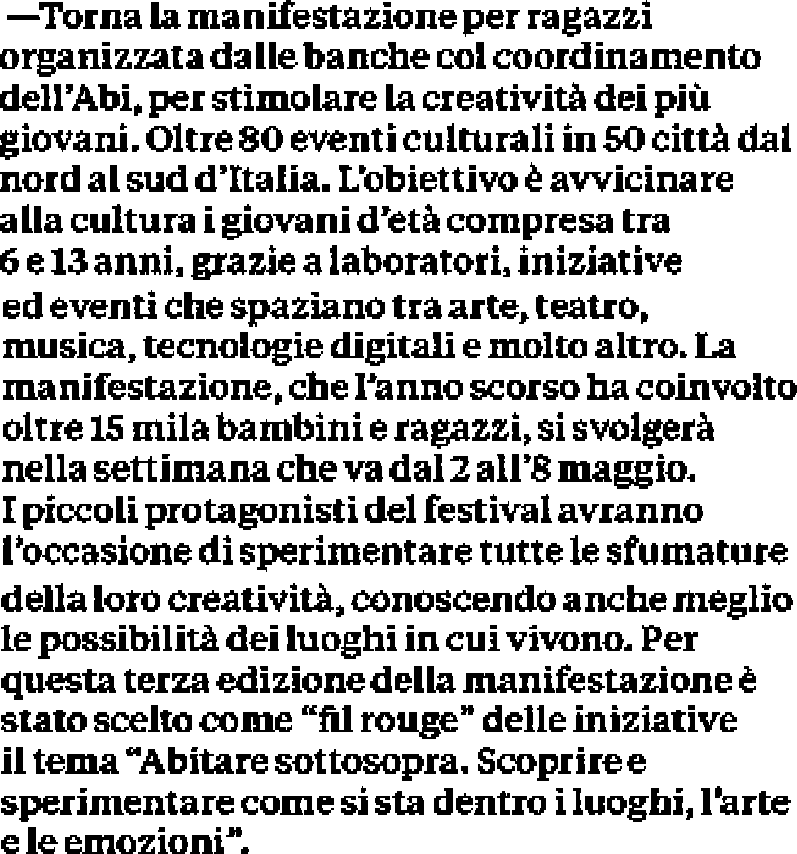 —Torna la manifestazione per ragazzi
organizzata dalle banche col coordinamento
dell'Abi, per stimolare la creatività dei più
giovani. Oltre 80 eventi culturali in 50 città dal
nord al sud d'Italia. L'obiettivo è avvicinare
alla cultura i giovani d'età compresa tra
6 e 13 anni, grazie a laboratori, iniziative
ed eventi che spaziano tra arte, teatro,
musica, tecnologie digitali e molto altro. La
manifestazione, che l'anno scorso ha coinvolto
oltre 15 mila bambini e ragazzi, si svolgerà
nella settimana che va dal 2 all'8 maggio.
I piccoli protagonisti del festival avranno
l'occasione di sperimentare tutte le sfumature
della loro creatività, conoscendo anche meglio
le possibilità dei luoghi in cui vivono. Per
questa terza edizione della manifestazione è
stato scelto come “fil rouge” delle iniziative
il tema “Abitare sottosopra. Scoprire e
sperimentare come si sta dentro i luoghi, l'arte
e le emozioni”.